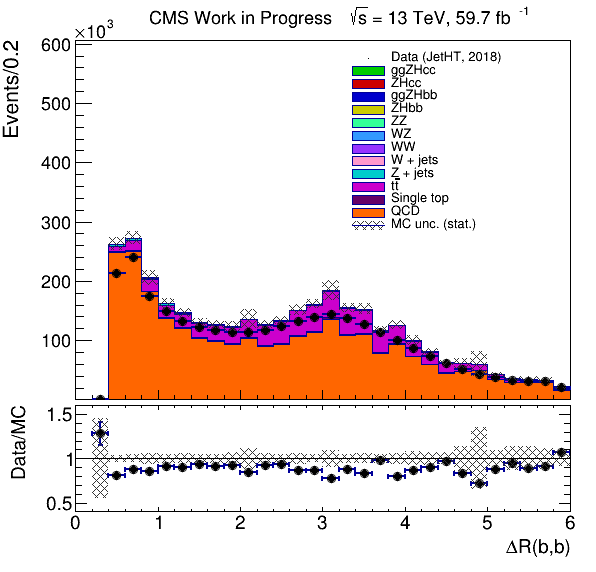 CMS Work in Progress √s = 13 TeV, 59.7 fb⁻¹
×10³
Events/0.2
600
500
400
300
200
100
Data (JetHT, 2018)
ggZHcc
ZHcc
ggZHbb
ZHbb
ZZ
WZ
WW
W + jets
Z + jets
tt̅
Single top
QCD
MC unc. (stat.)
Data/MC
1.5
1
0.5
0 1 2 3 4 5 6
ΔR(b,b)